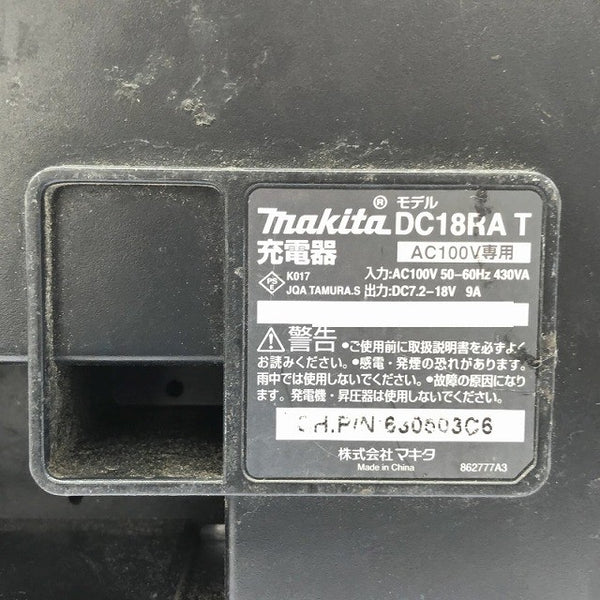 makita® モデル DC18RA T
充電器 AC100V専用
PS E K017 入力:AC100V 50-60Hz 430VA
JQA TAMURA.S 出力:DC7.2-18V 9A
⚠警告 •ご使用前に取扱説明書を必ずよく
お読みください。•感電・発煙の恐れがあります。
雨中では使用しないでください。•故障の原因になり
ます。発電機・昇圧器は使用しないでください。
CH.P/N 630603C6
株式会社マキタ
Made in China 862777A3